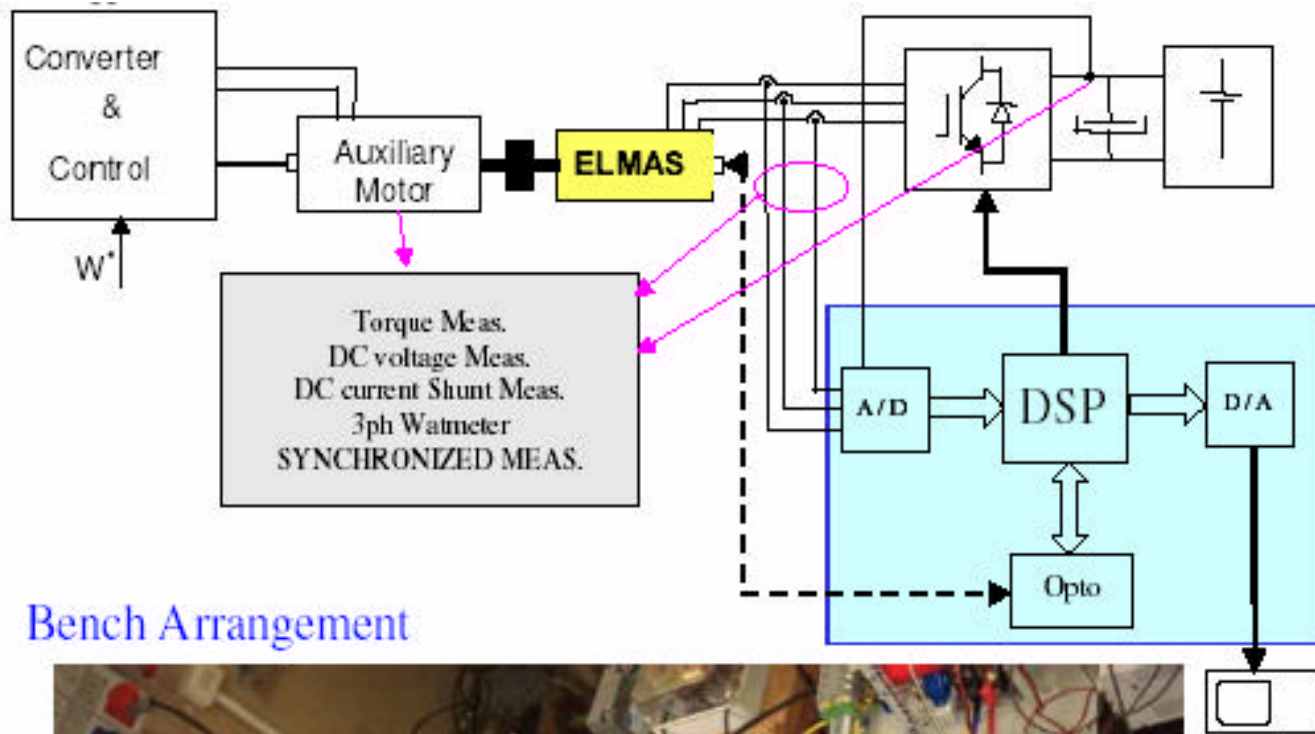 Converter
&
Control
W*
Auxiliary
Motor
ELMAS
Torque Meas.
DC voltage Meas.
DC current Shunt Meas.
3ph Watmeter
SYNCHRONIZED MEAS.
A/D
DSP
D/A
Opto
Bench Arrangement